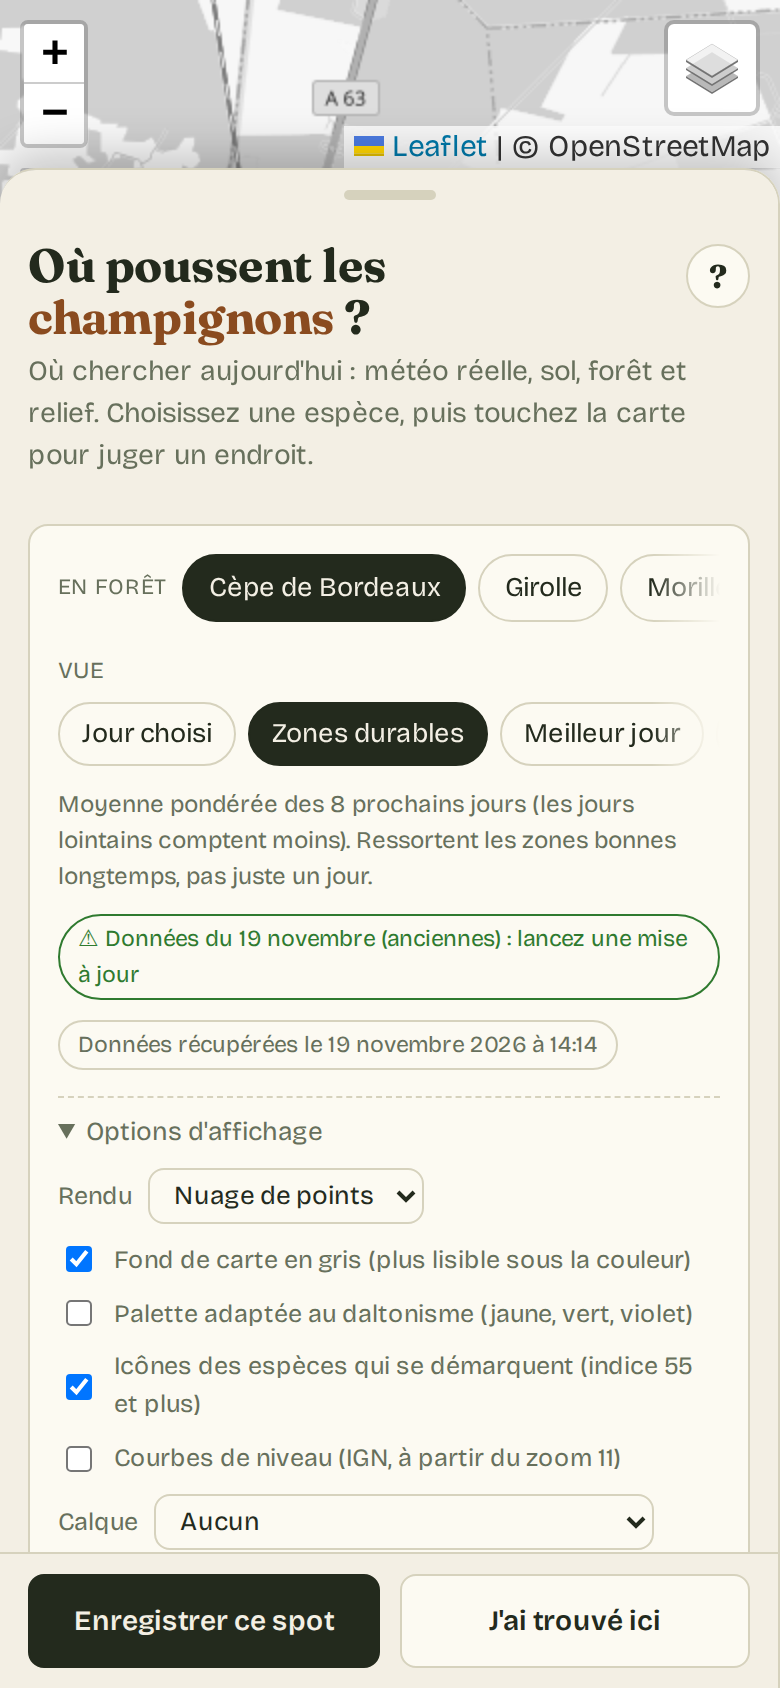 +
−
A 63
Leaflet | © OpenStreetMap
Où poussent les
champignons ?
?
Où chercher aujourd'hui : météo réelle, sol, forêt et
relief. Choisissez une espèce, puis touchez la carte
pour juger un endroit.
EN FORÊT Cèpe de Bordeaux Girolle
VUE
Jour choisi Zones durables Meilleur jour
Moyenne pondérée des 8 prochains jours (les jours
lointains comptent moins). Ressortent les zones bonnes
longtemps, pas juste un jour.
⚠ Données du 19 novembre (anciennes) : lancez une mise
à jour
Données récupérées le 19 novembre 2026 à 14:14
▼ Options d'affichage
Rendu Nuage de points
Fond de carte en gris (plus lisible sous la couleur)
Palette adaptée au daltonisme (jaune, vert, violet)
Icônes des espèces qui se démarquent (indice 55
et plus)
Courbes de niveau (IGN, à partir du zoom 11)
Calque Aucun
Enregistrer ce spot J'ai trouvé ici